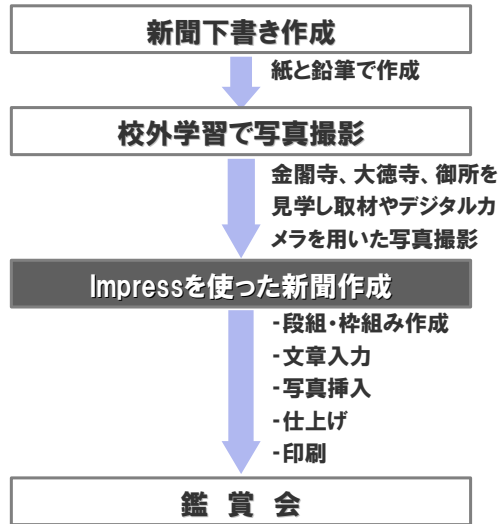 新聞下書き作成
紙と鉛筆で作成
校外学習で写真撮影
金閣寺、大徳寺、御所を
見学し取材やデジタルカ
メラを用いた写真撮影
Impressを使った新聞作成
-段組・枠組み作成
-文章入力
-写真挿入
-仕上げ
-印刷
鑑 賞 会